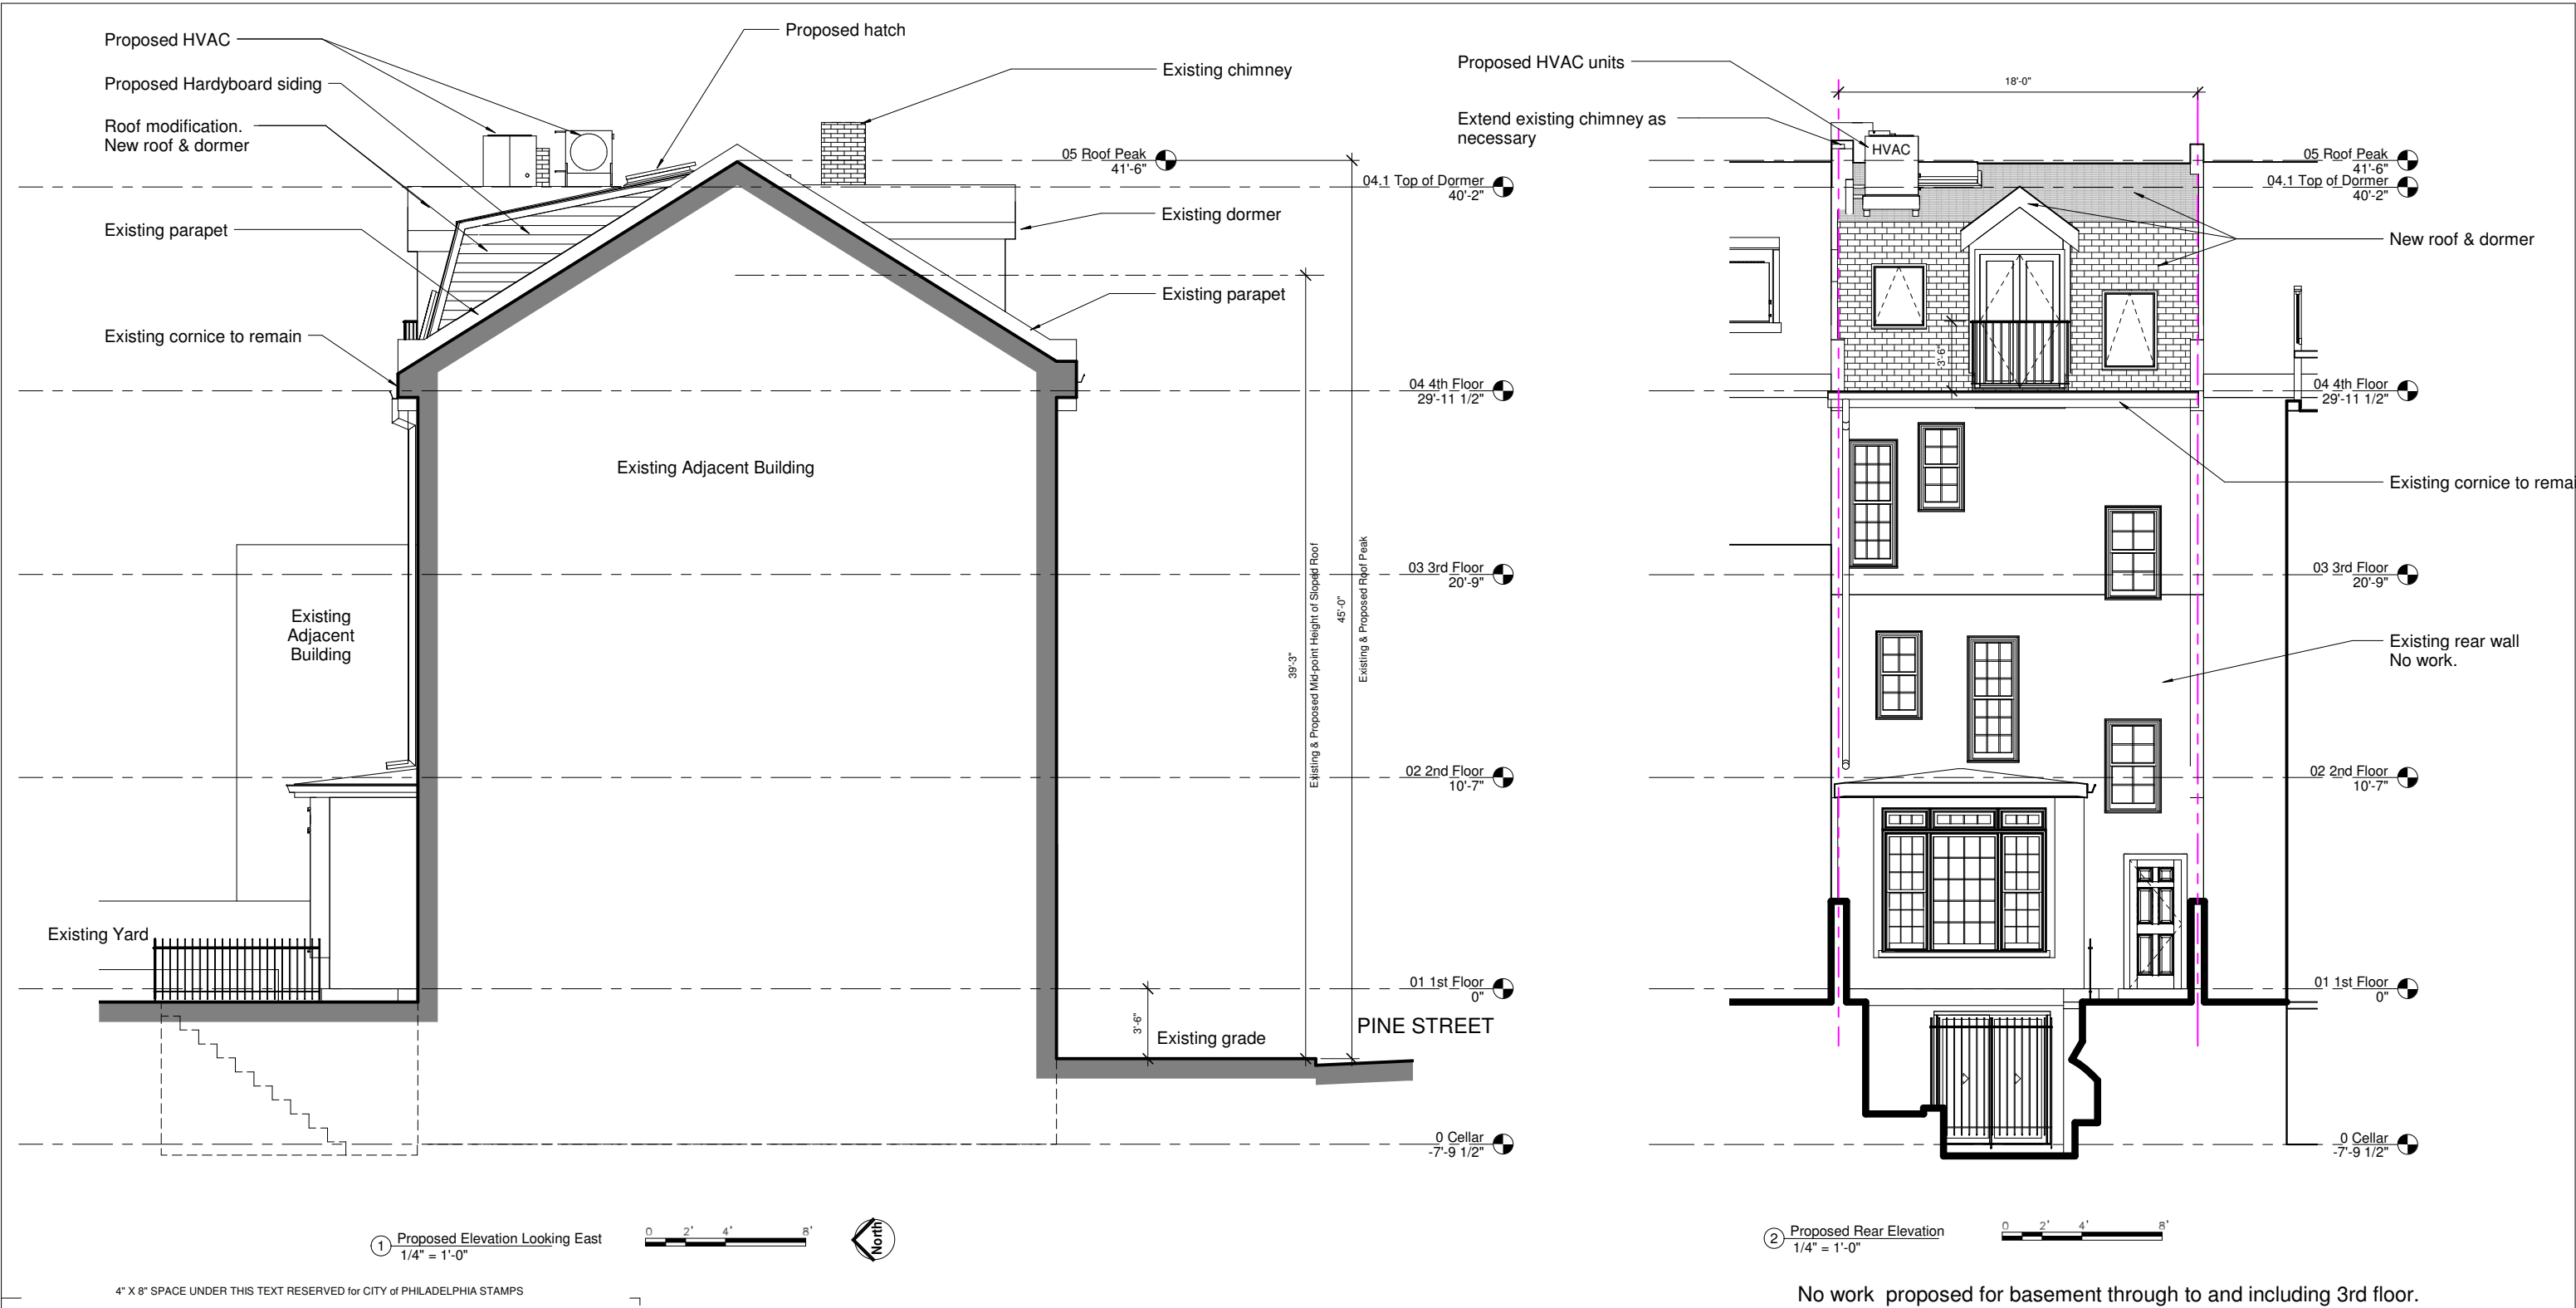 Proposed HVAC
Proposed Hardyboard siding
Roof modification.
New roof & dormer
Existing parapet
Existing cornice to remain
Proposed hatch
Existing chimney
05 Roof Peak
41'-6"
04.1 Top of Dormer
40'-2"
Existing dormer
Existing parapet
04 4th Floor
29'-11 1/2"
Existing Adjacent Building
03 3rd Floor
20'-9"
Existing
Adjacent
Building
39'-3"
Existing & Proposed Mid-point Height of Sloped Roof
45'-0"
Existing & Proposed Roof Peak
02 2nd Floor
10'-7"
Existing Yard
01 1st Floor
0"
3'-6"
Existing grade
PINE STREET
0 Cellar
-7'-9 1/2"
1 Proposed Elevation Looking East
1/4" = 1'-0"
0 2' 4' 8'
North
4" X 8" SPACE UNDER THIS TEXT RESERVED for CITY of PHILADELPHIA STAMPS
Proposed HVAC units
Extend existing chimney as
necessary
18'-0"
HVAC
05 Roof Peak
41'-6"
04.1 Top of Dormer
40'-2"
New roof & dormer
3'-6"
04 4th Floor
29'-11 1/2"
Existing cornice to remai
03 3rd Floor
20'-9"
Existing rear wall
No work.
02 2nd Floor
10'-7"
01 1st Floor
0"
0 Cellar
-7'-9 1/2"
2 Proposed Rear Elevation
1/4" = 1'-0"
0 2' 4' 8'
No work proposed for basement through to and including 3rd floor.